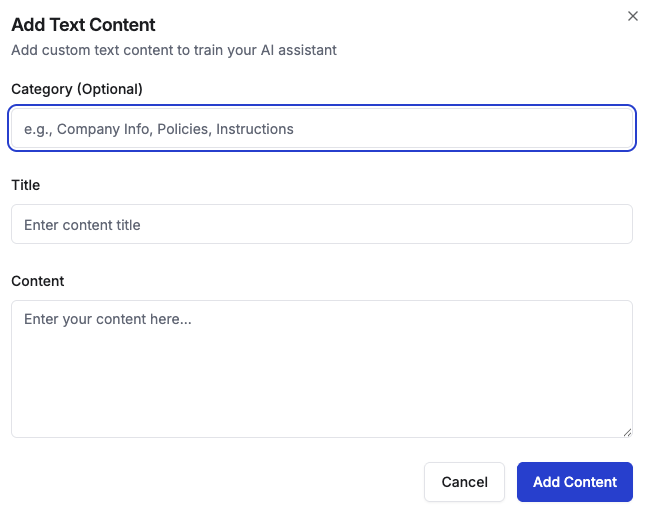 Add Text Content
Add custom text content to train your AI assistant
Category (Optional)
e.g., Company Info, Policies, Instructions
Title
Enter content title
Content
Enter your content here...
Cancel
Add Content